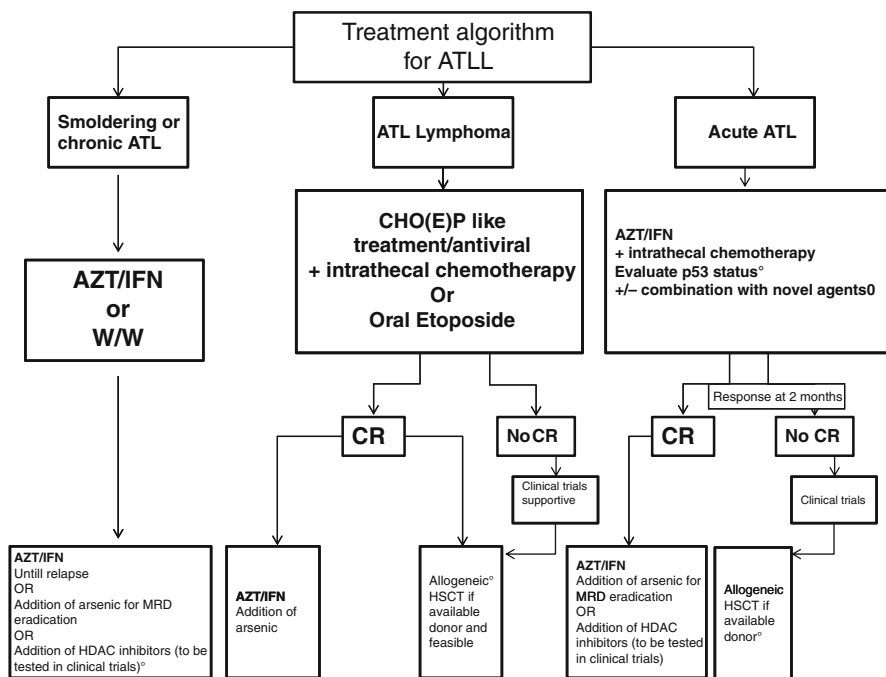 Treatment algorithm
for ATLL
Smoldering or
chronic ATL
ATL Lymphoma
Acute ATL
AZT/IFN
or
W/W
CHO(E)P like
treatment/antiviral
+ intrathecal chemotherapy
Or
Oral Etoposide
AZT/IFN
+ intrathecal chemotherapy
Evaluate p53 status°
+/– combination with novel agents0
Response at 2 months
CR
No CR
CR
No CR
Clinical trials
supportive
Clinical trials
AZT/IFN
Untill relapse
OR
Addition of arsenic for MRD
eradication
OR
Addition of HDAC inhibitors (to be
tested in clinical trials)°
AZT/IFN
Addition of
arsenic
Allogeneic°
HSCT if
available
donor and
feasible
AZT/IFN
Addition of arsenic for
MRD eradication
OR
Addition of HDAC
inhibitors (to be tested
in clinical trials)
Allogeneic
HSCT if
available
donor°